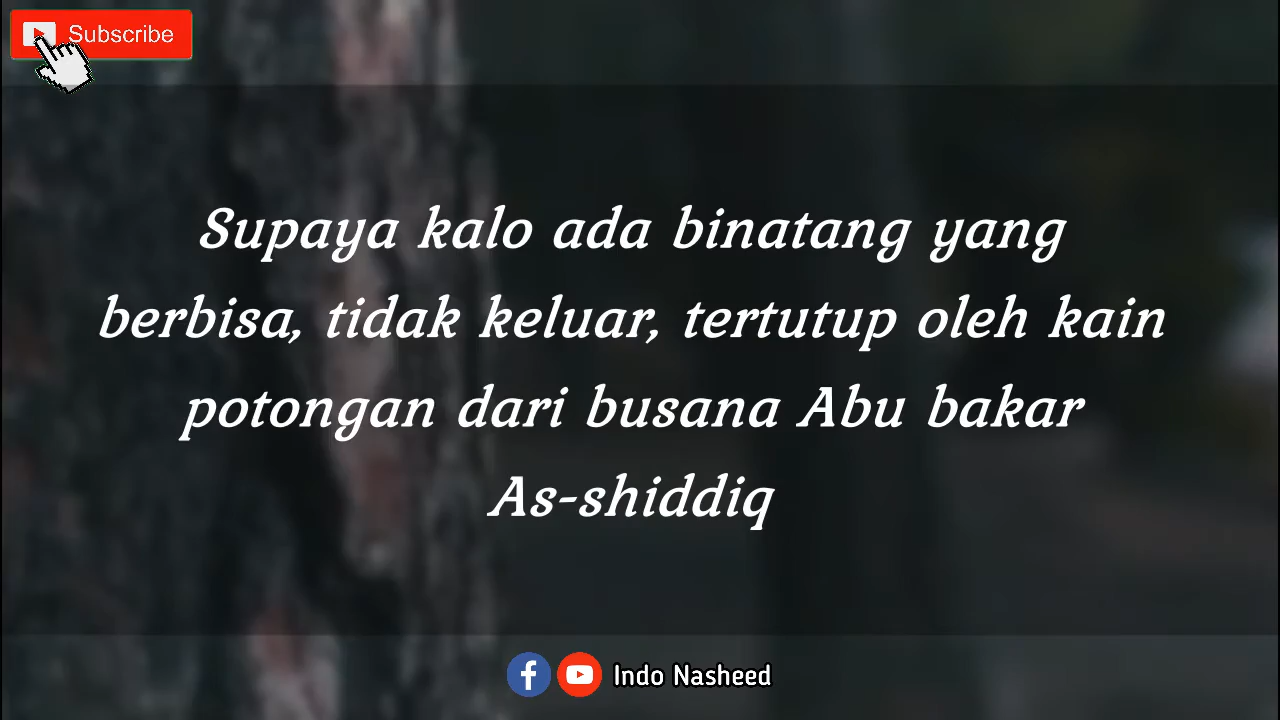 Subscribe
Supaya kalo ada binatang yang
berbisa, tidak keluar, tertutup oleh kain
potongan dari busana Abu bakar
As-shiddiq
Indo Nasheed